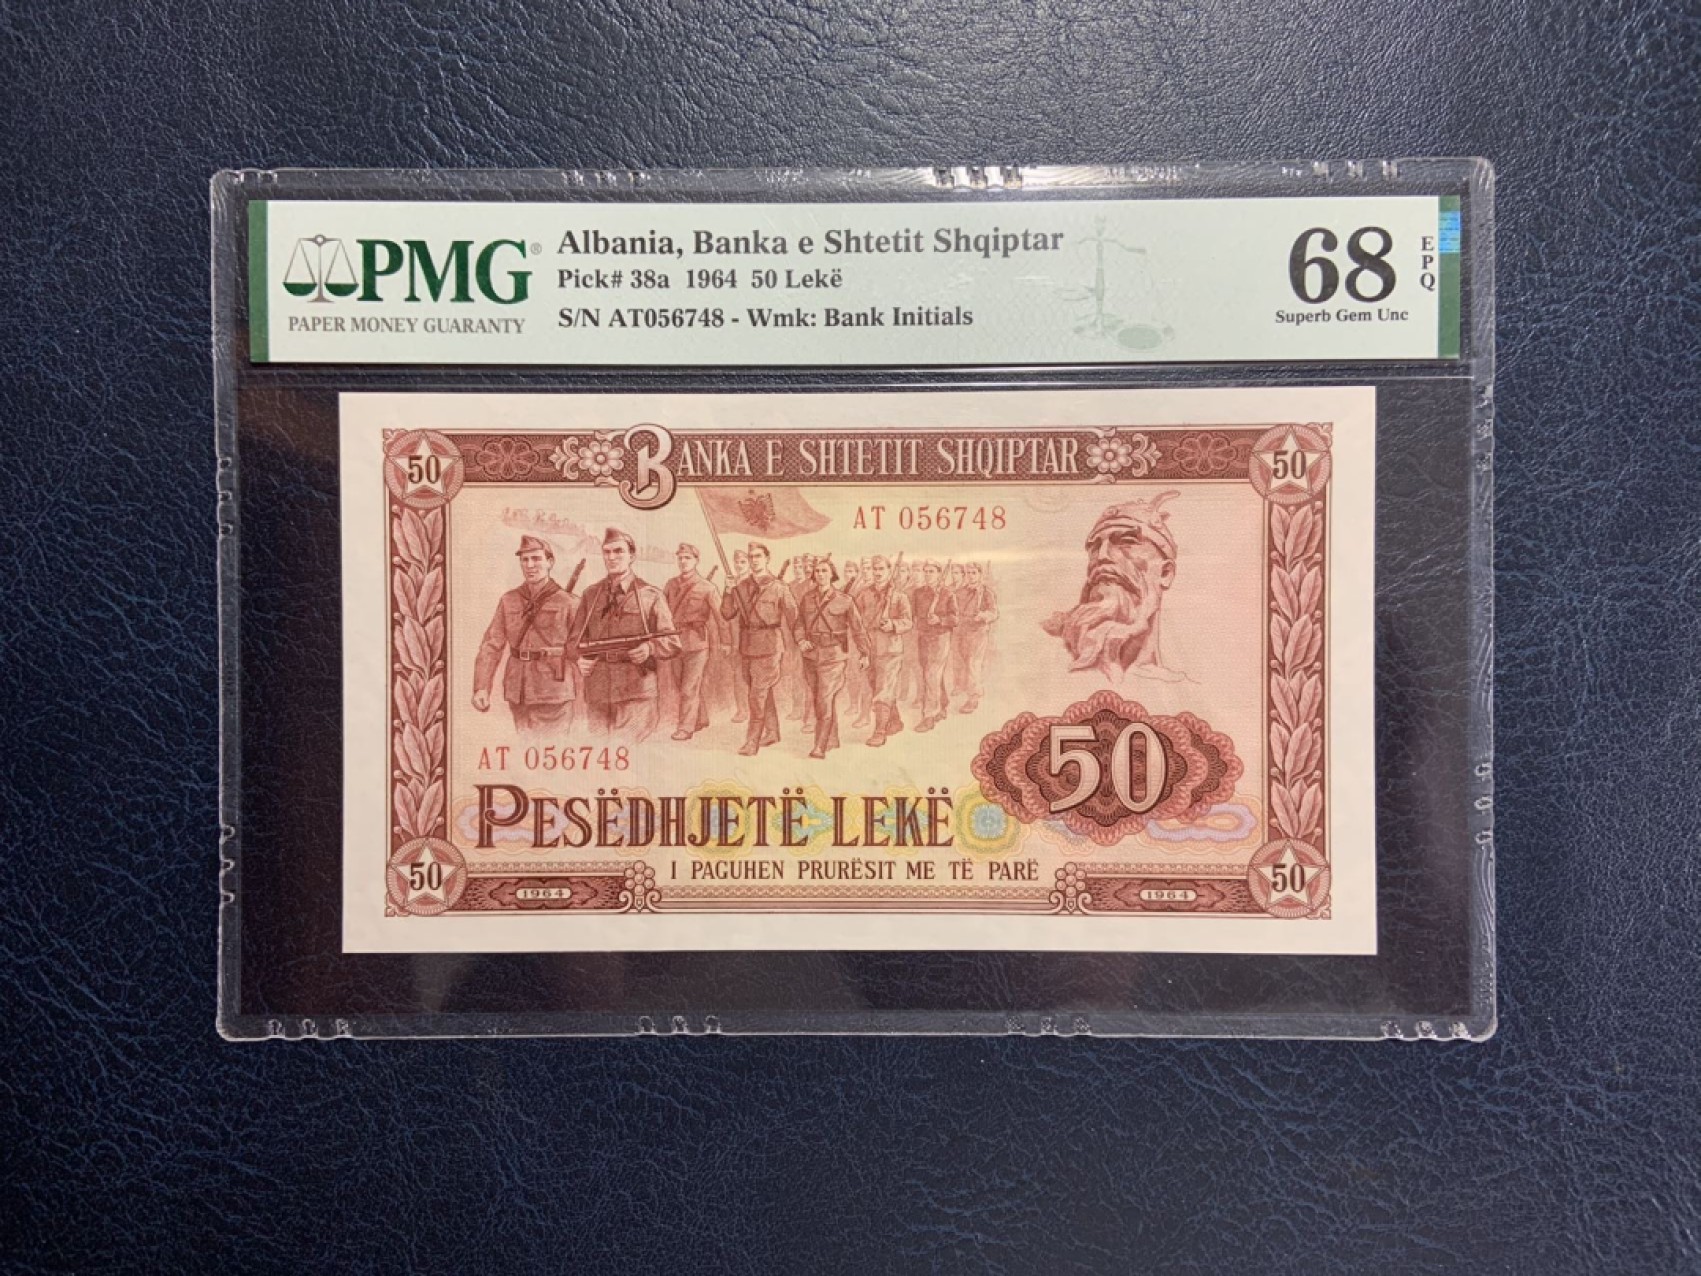 PMG®
PAPER MONEY GUARANTY
Albania, Banka e Shtetit Shqiptar
Pick# 38a 1964 50 Lekë
S/N AT056748 - Wmk: Bank Initials
68
EPQ
Superb Gem Unc
50
BANKA E SHTETIT SHQIPTAR
50
AT 056748
AT 056748
50
PESËDHJETË LEKË
I PAGUHEN PRURËSIT ME TË PARË
50
1964
1964
50